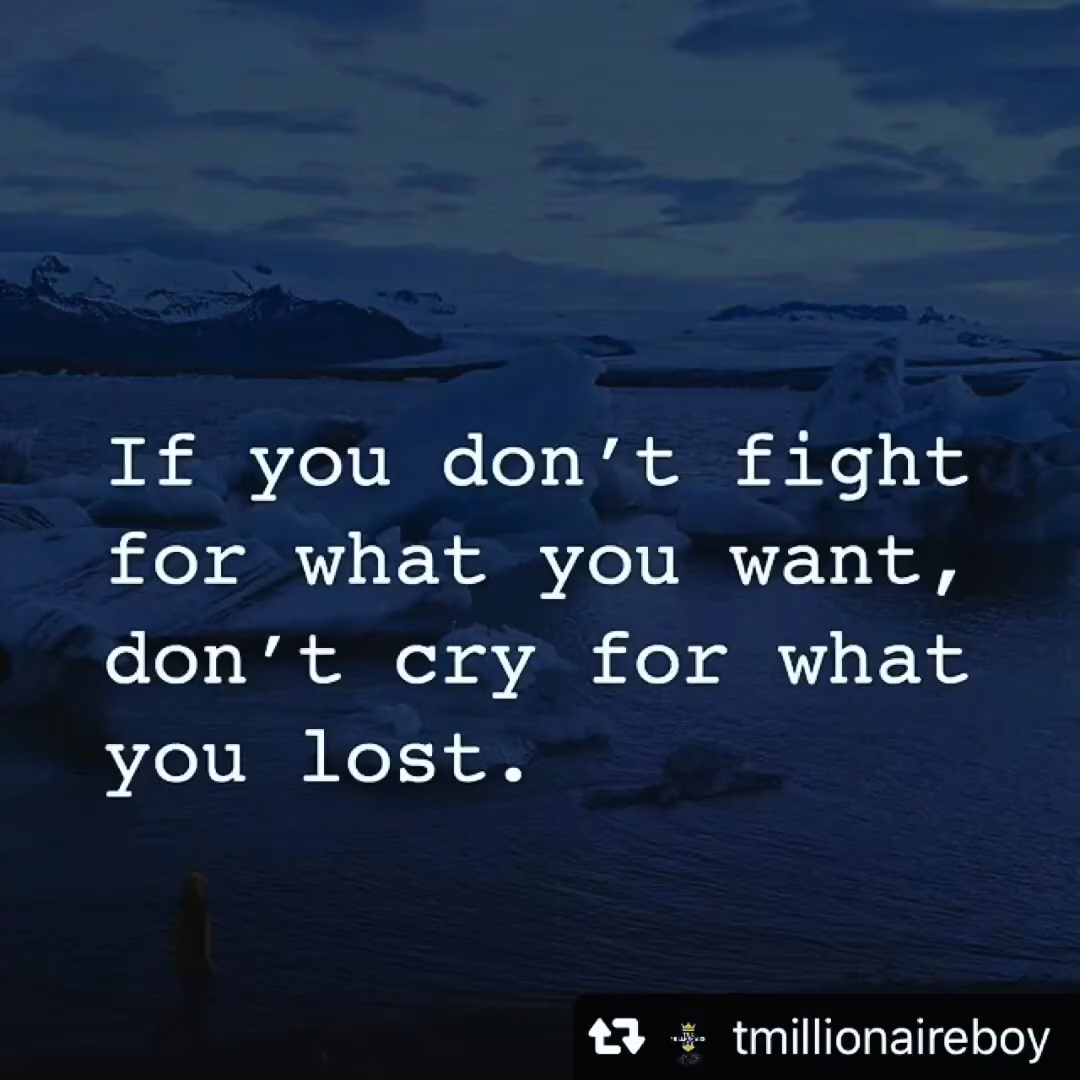 If you don’t fight
for what you want,
don’t cry for what
you lost.
tmillionaireboy